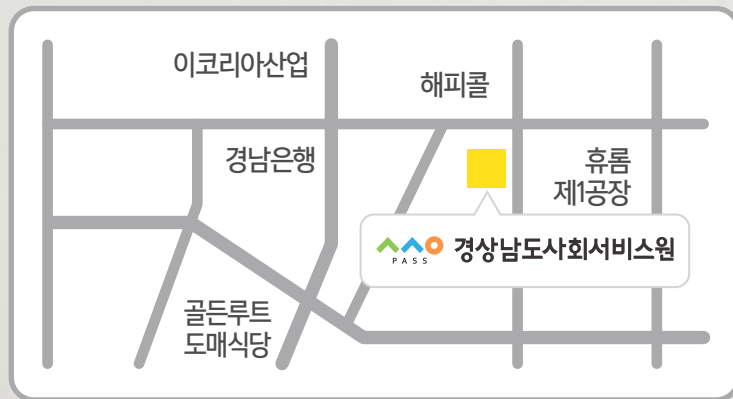 이코리아산업
해피콜
경남은행
휴롬
제1공장
PASS
경상남도사회서비스원
골든루트
도매식당